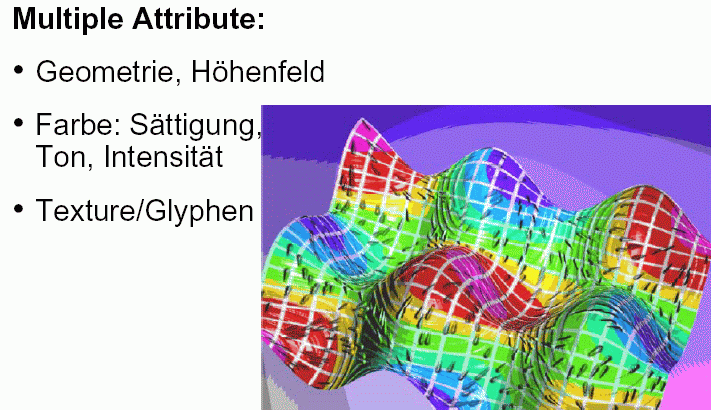 Multiple Attribute:
• Geometrie, Höhenfeld
• Farbe: Sättigung,
Ton, Intensität
• Texture/Glyphen